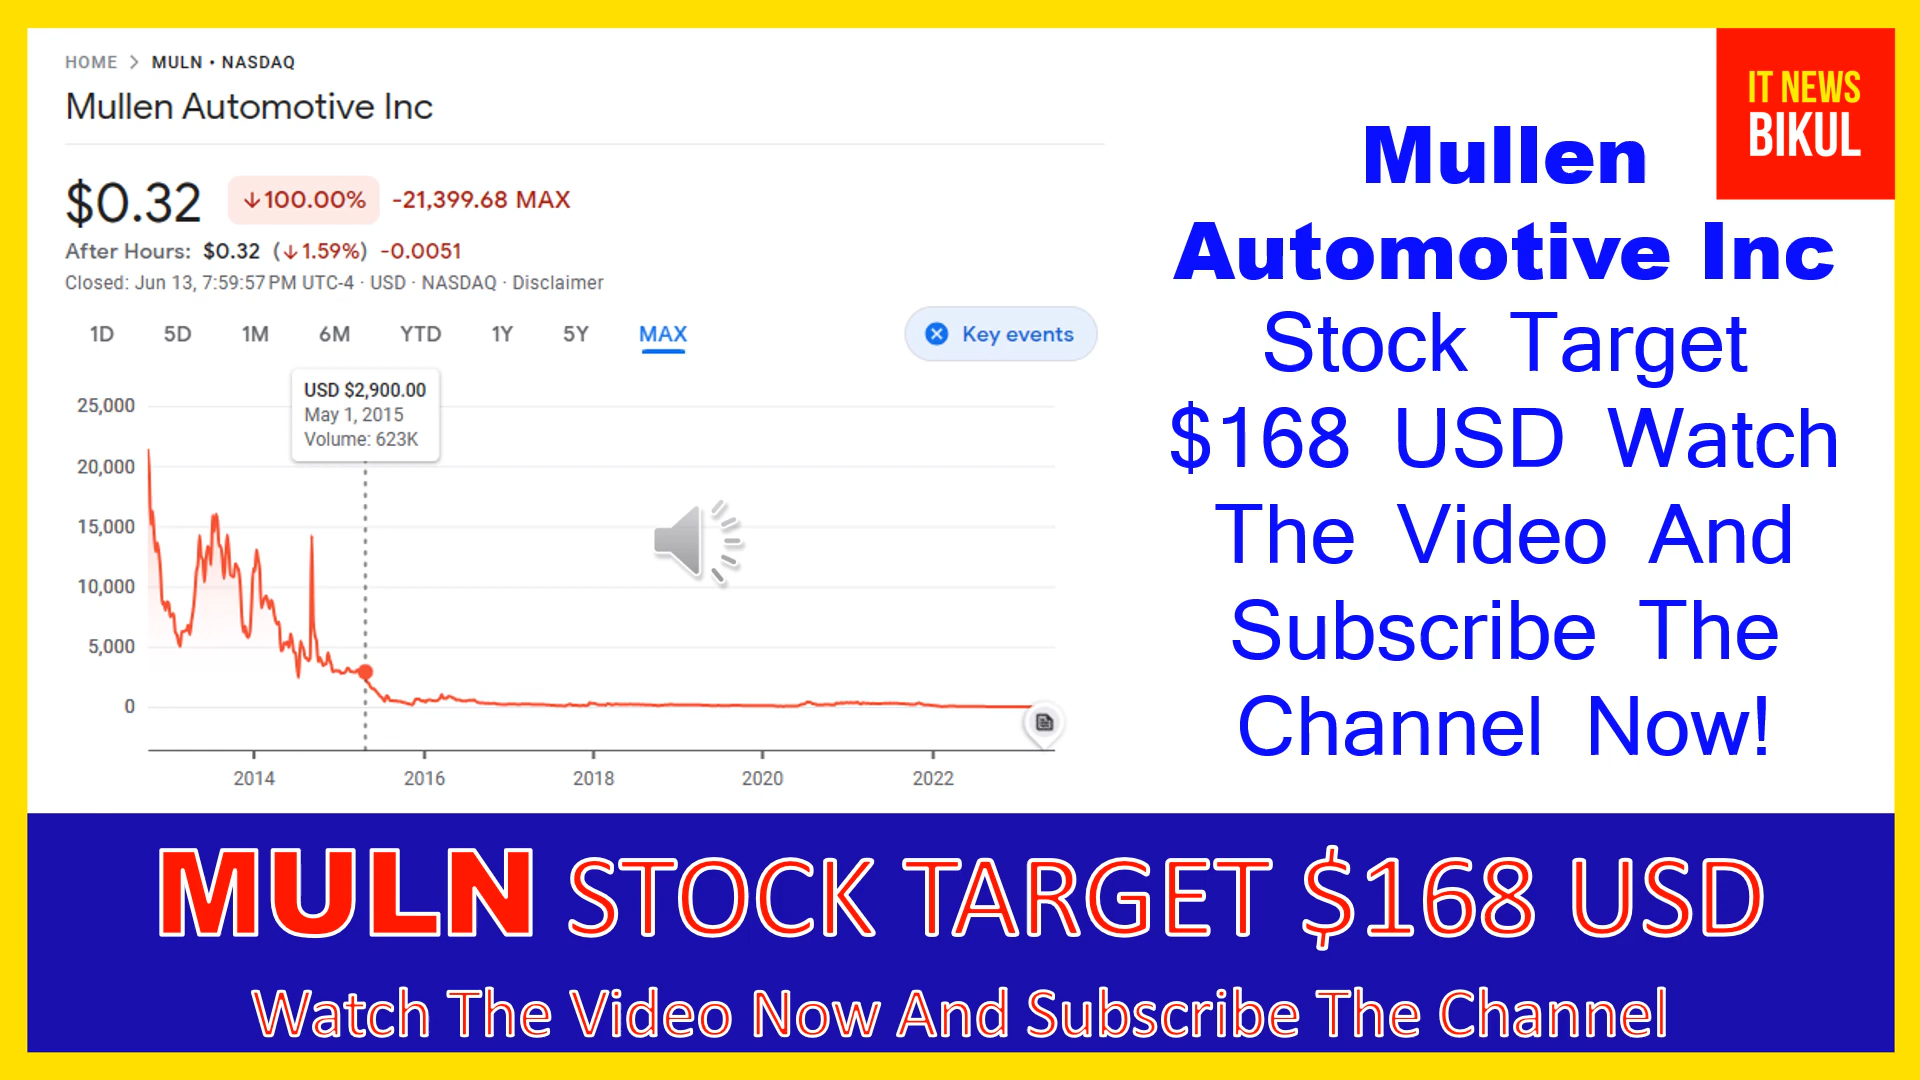 HOME > MULN • NASDAQ
Mullen Automotive Inc
$0.32 ↓100.00% -21,399.68 MAX
After Hours: $0.32 (↓1.59%) -0.0051
Closed: Jun 13, 7:59:57 PM UTC-4 · USD · NASDAQ · Disclaimer
1D 5D 1M 6M YTD 1Y 5Y MAX
Key events
USD $2,900.00
May 1, 2015
Volume: 623K
25,000
20,000
15,000
10,000
5,000
0
2014 2016 2018 2020 2022
IT NEWS
BIKUL
Mullen
Automotive Inc
Stock Target
$168 USD Watch
The Video And
Subscribe The
Channel Now!
MULN STOCK TARGET $168 USD
Watch The Video Now And Subscribe The Channel